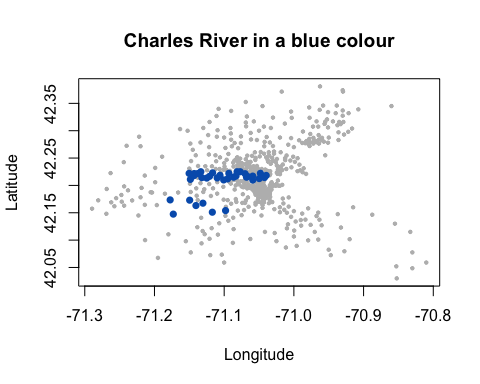 Charles River in a blue colour
Latitude
42.35
42.25
42.15
42.05
-71.3 -71.2 -71.1 -71.0 -70.9 -70.8
Longitude